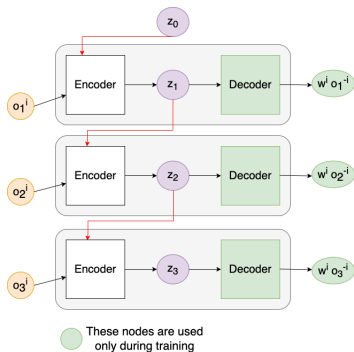 z₀
Encoder z₁ Decoder wⁱ o₁⁻ⁱ
o₁ⁱ
Encoder z₂ Decoder wⁱ o₂⁻ⁱ
o₂ⁱ
Encoder z₃ Decoder wⁱ o₃⁻ⁱ
o₃ⁱ
These nodes are used
only during training